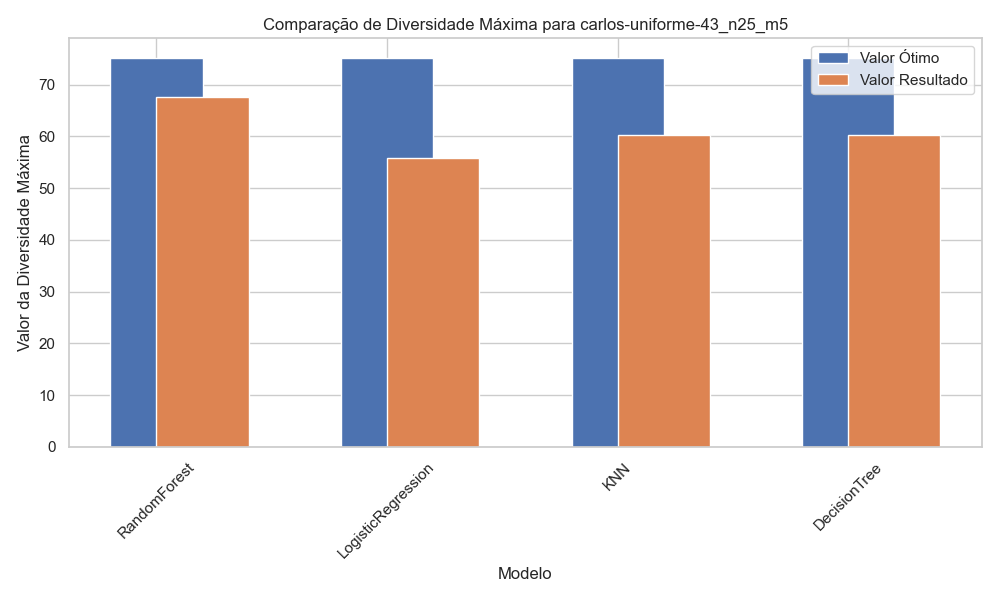 Comparação de Diversidade Máxima para carlos-uniforme-43_n25_m5
Valor Ótimo
Valor Resultado
Valor da Diversidade Máxima
70
60
50
40
30
20
10
0
RandomForest
LogisticRegression
KNN
DecisionTree
Modelo